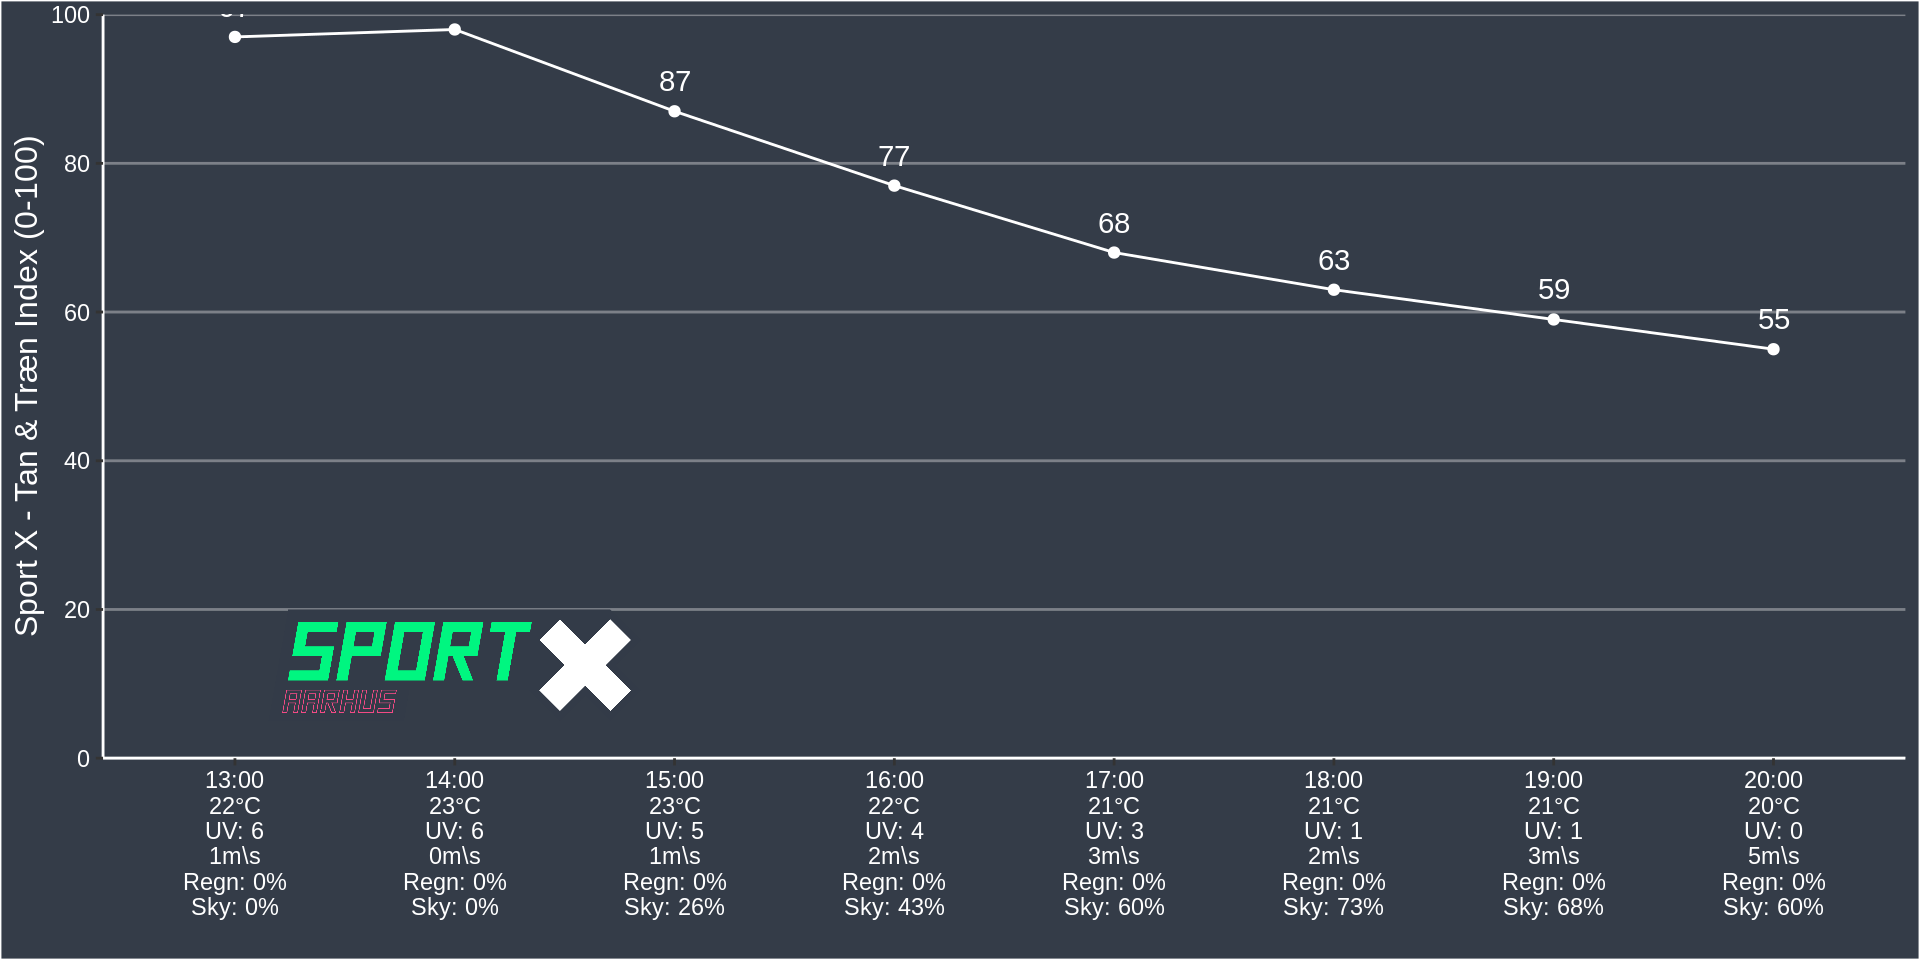 100
87
80
77
68
63
60
59
55
40
20
0
Sport X - Tan & Træn Index (0-100)
SPORT X
AARHUS
13:00 14:00 15:00 16:00 17:00 18:00 19:00 20:00
22°C 23°C 23°C 22°C 21°C 21°C 21°C 20°C
UV: 6 UV: 6 UV: 5 UV: 4 UV: 3 UV: 1 UV: 1 UV: 0
1m\s 0m\s 1m\s 2m\s 3m\s 2m\s 3m\s 5m\s
Regn: 0% Regn: 0% Regn: 0% Regn: 0% Regn: 0% Regn: 0% Regn: 0% Regn: 0%
Sky: 0% Sky: 0% Sky: 26% Sky: 43% Sky: 60% Sky: 73% Sky: 68% Sky: 60%